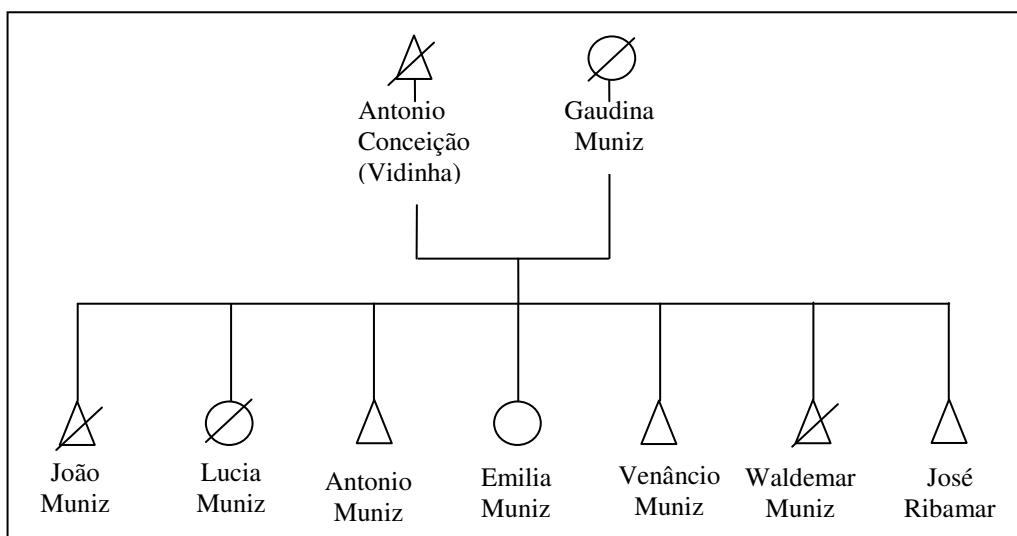 Antonio
Conceição
(Vidinha)
Gaudina
Muniz
João
Muniz
Lucia
Muniz
Antonio
Muniz
Emilia
Muniz
Venâncio
Muniz
Waldemar
Muniz
José
Ribamar